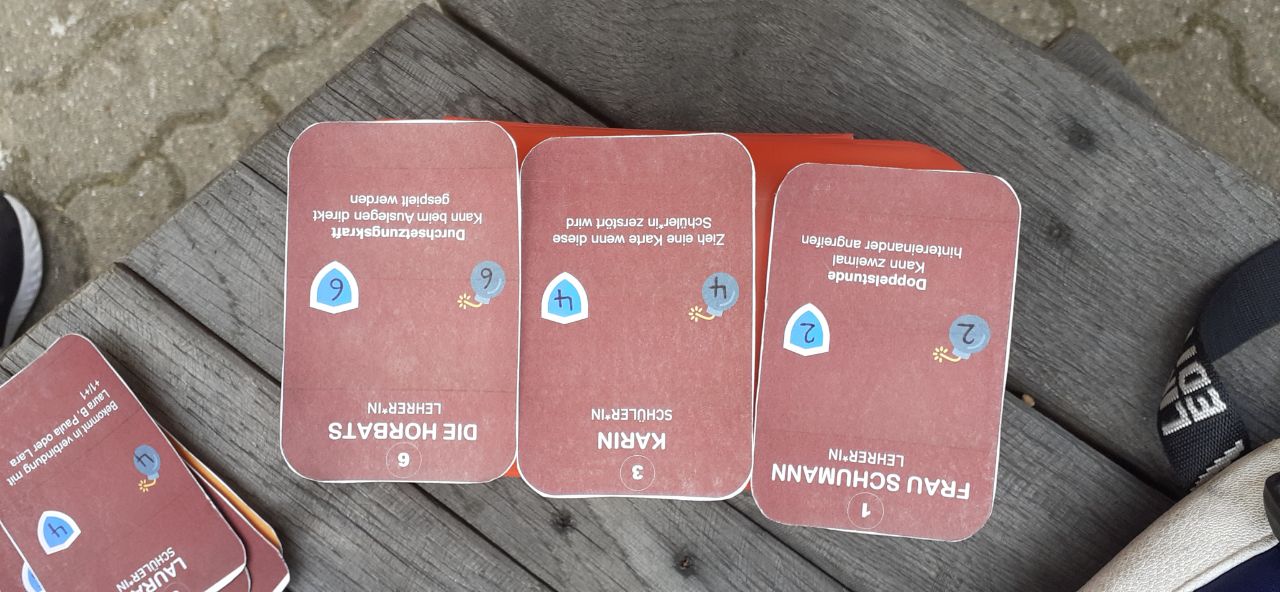 1
FRAU SCHUMANN
LEHRER*IN
2 2
Doppelstunde
Kann zweimal
hintereinander angreifen
3
KARIN
SCHÜLER*IN
4 4
Zieh eine Karte wenn diese
Schüler*in zerstört wird
6
DIE HORBATS
LEHRER*IN
6 6
Durchsetzungskraft
Kann beim Auslegen direkt
gespielt werden
LAURA
SCHÜLER*IN
4 4
Bekommt in verbindung mit
Laura B, Paula oder Lara
+1/+1